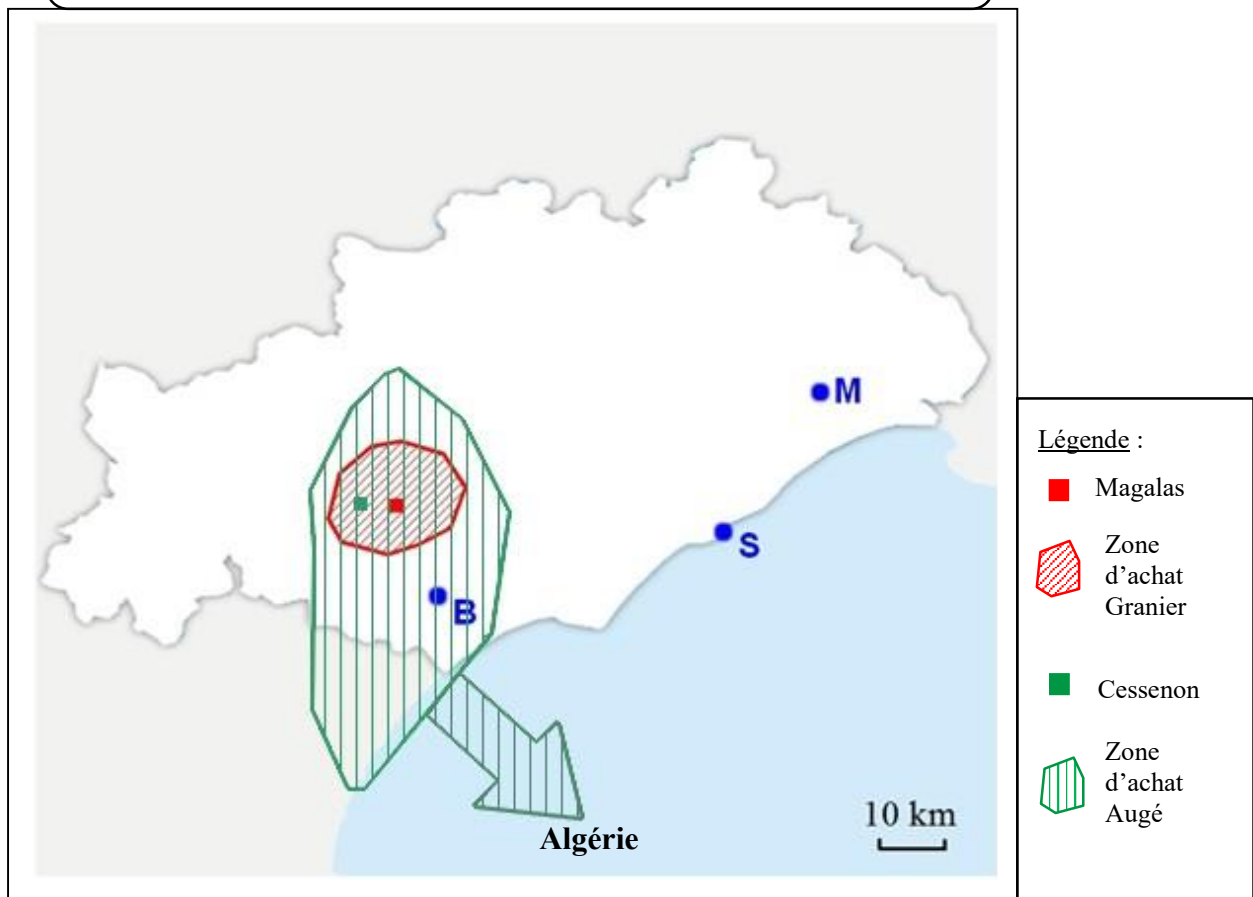 M
S
B
Algérie
10 km
Légende :
Magalas
Zone
d'achat
Granier
Cessenon
Zone
d'achat
Augé